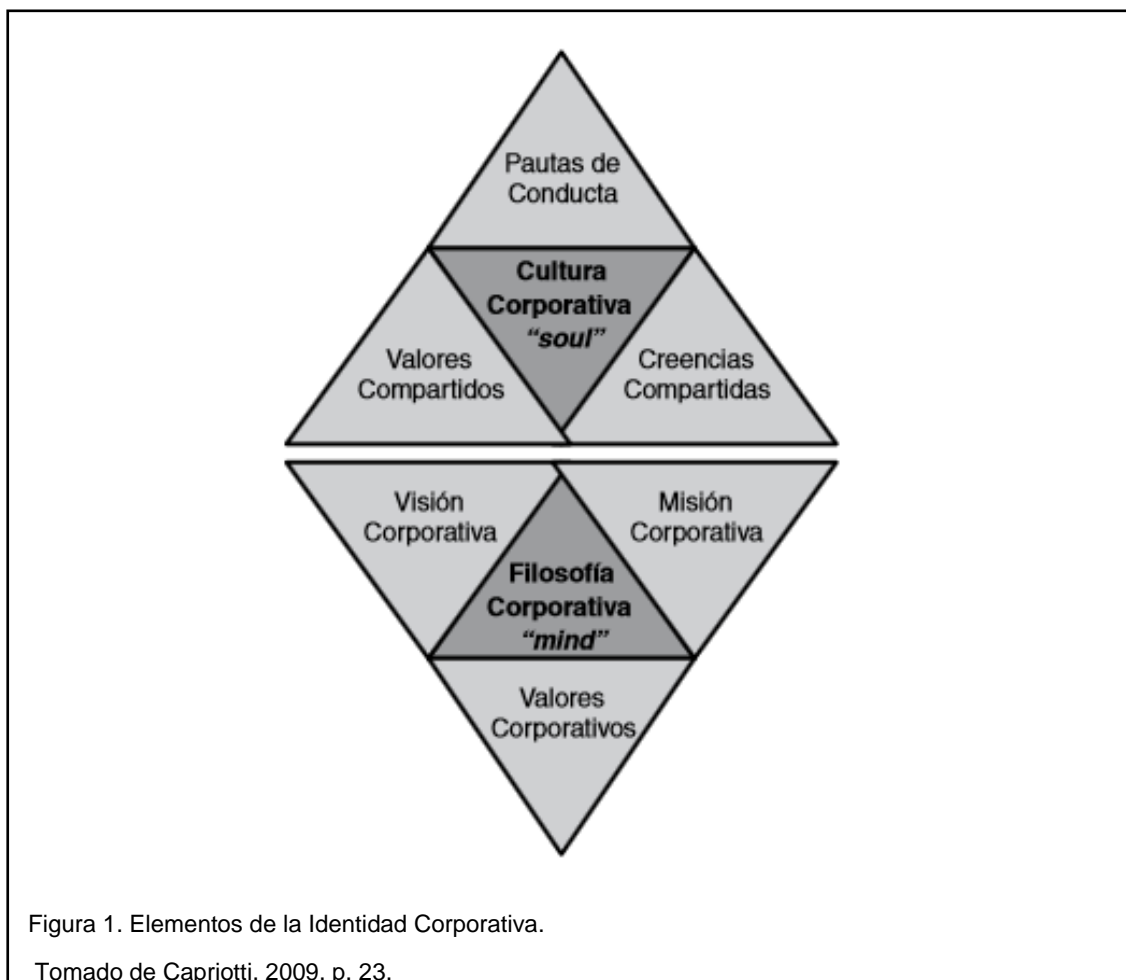 Pautas de
Conducta
Cultura
Corporativa
“soul”
Valores
Compartidos
Creencias
Compartidas
Visión
Corporativa
Misión
Corporativa
Filosofía
Corporativa
“mind”
Valores
Corporativos
Figura 1. Elementos de la Identidad Corporativa.
Tomado de Capriotti, 2009, p. 23.